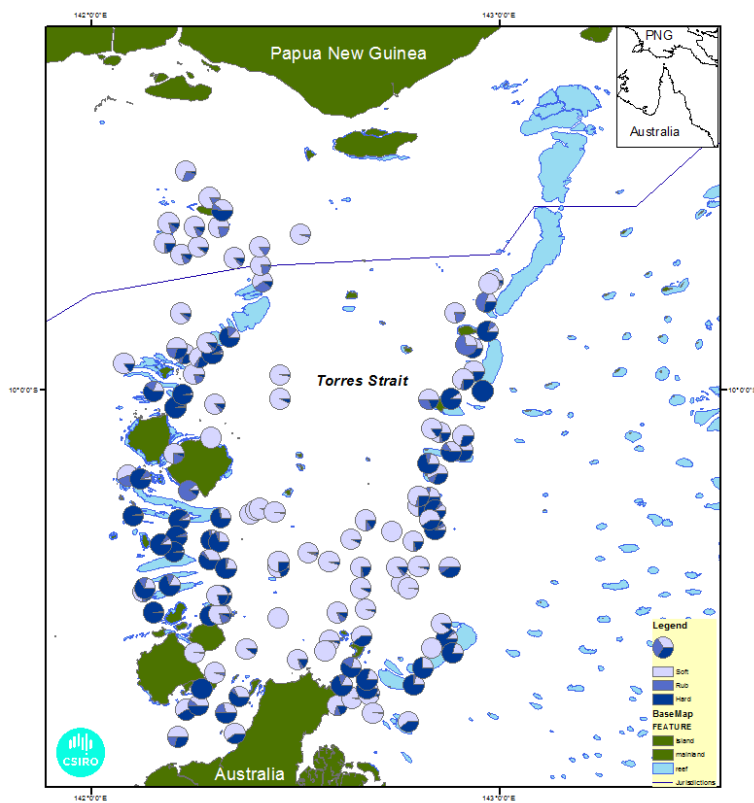 142°0'0"E
143°0'0"E
Papua New Guinea
PNG
Australia
10°0'0"S
Torres Strait
10°0'0"S
Legend
Soft
Rub
Hard
BaseMap
FEATURE
island
mainland
reef
Jurisdictions
CSIRO
Australia
142°0'0"E
143°0'0"E